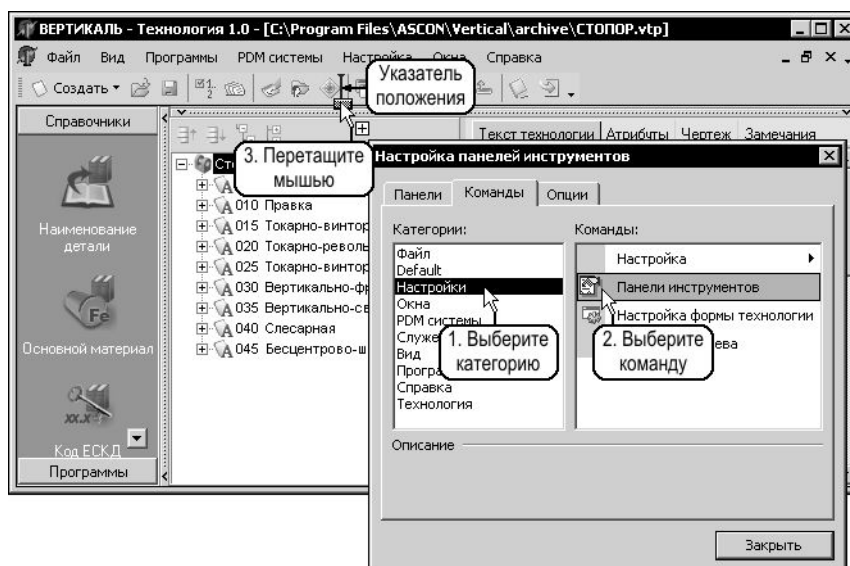 ВЕРТИКАЛЬ - Технология 1.0 - [C:\Program Files\ASCON\Vertical\archive\СТОПОР.vtp]
Файл Вид Программы PDM системы Настройка Окна Справка
Создать
Указатель
положения
Справочники
Текст технологии Атрибуты Чертеж Замечания
3. Перетащите
мышью
Наименование
детали
Основной материал
Код ЕСКД
Программы
010 Правка
015 Токарно-винтор
020 Токарно-револь
025 Токарно-винтор
030 Вертикально-ф
035 Вертикально-св
040 Слесарная
045 Бесцентрово-ш
Настройка панелей инструментов
Панели Команды Опции
Категории:
Файл
Default
Настройки
Окна
PDM системы
Служе
Вид
Програ
Справка
Технология
1. Выберите
категорию
Команды:
Настройка
Панели инструментов
Настройка формы технологии
ева
2. Выберите
команду
Описание
Закрыть